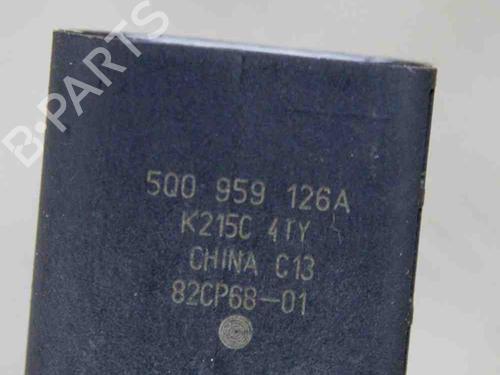 B-PARTS
5Q0 959 126A
K215C 4TY
CHINA C13
82CP68-01